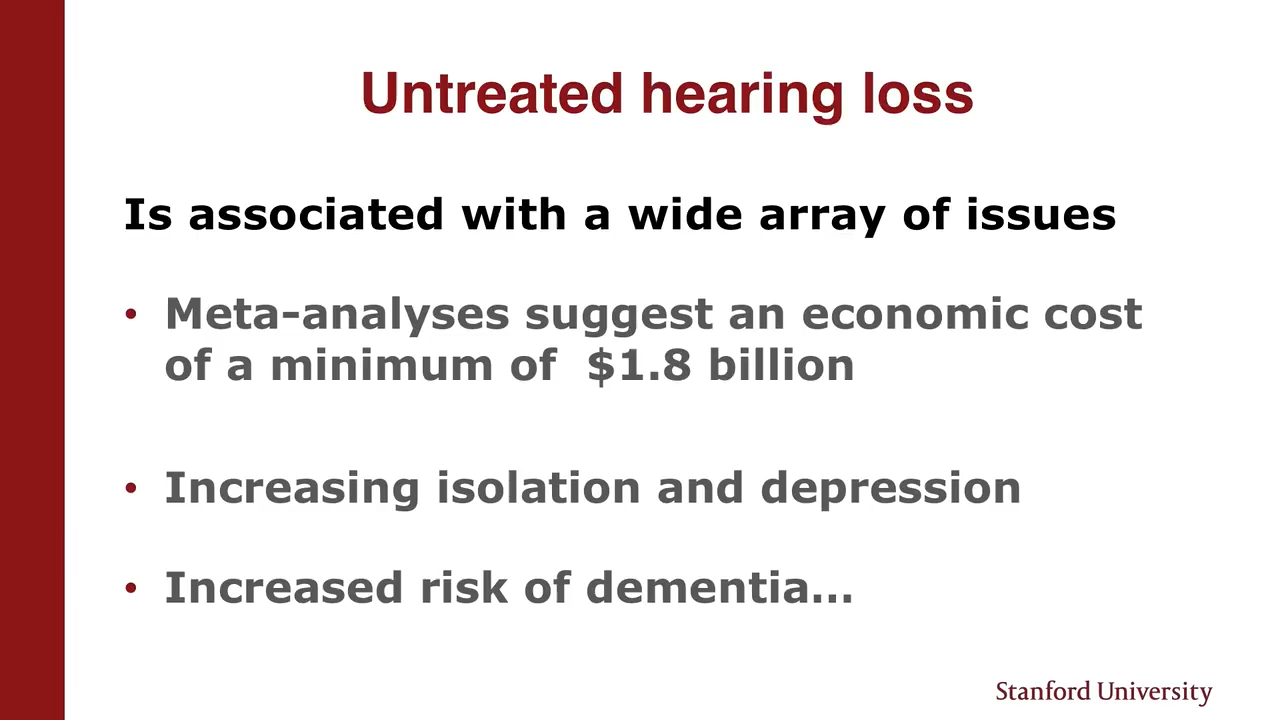 Untreated hearing loss
Is associated with a wide array of issues
• Meta-analyses suggest an economic cost
of a minimum of  $1.8 billion
• Increasing isolation and depression
• Increased risk of dementia…
Stanford University